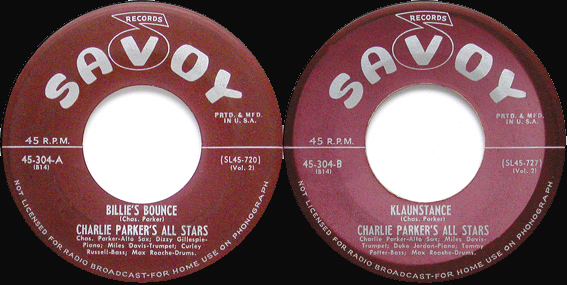 RECORDS
SAVOY
PRTD. & MFD.
IN U.S.A.
45 R.P.M.
45-304-A
(B14)
(SL45-720)
(Vol. 2)
BILLIE'S BOUNCE
(Chas. Parker)
CHARLIE PARKER'S ALL STARS
Chas. Parker-Alto Sax; Dizzy Gillespie-
Piano; Miles Davis-Trumpet; Curley
Russell-Bass; Max Roache-Drums.
NOT LICENSED FOR RADIO BROADCAST-FOR HOME USE ON PHONOGRAPH
RECORDS
SAVOY
PRTD. & MFD.
IN U.S.A.
45 R.P.M.
45-304-B
(B14)
(SL45-727)
(Vol. 2)
KLAUNSTANCE
(Chas. Parker)
CHARLIE PARKER'S ALL STARS
Charlie Parker-Alto Sax; Miles Davis-
Trumpet; Duke Jordan-Piano; Tommy
Potter-Bass; Max Roache-Drums.
NOT LICENSED FOR RADIO BROADCAST-FOR HOME USE ON PHONOGRAPH